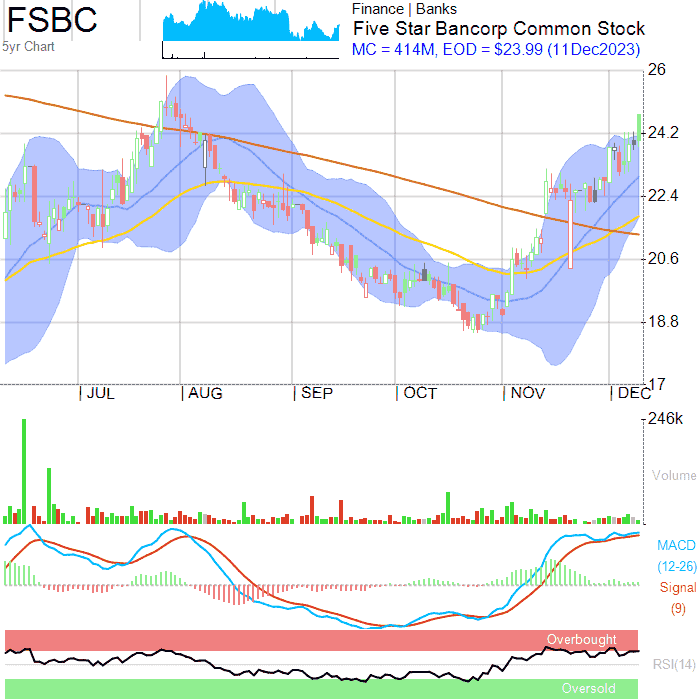 FSBC
5yr Chart
Finance | Banks
Five Star Bancorp Common Stock
MC = 414M, EOD = $23.99 (11Dec2023)
26
24.2
22.4
20.6
18.8
17
JUL AUG SEP OCT NOV DEC
246k
Volume
MACD
(12-26)
Signal
(9)
Overbought
RSI(14)
Oversold